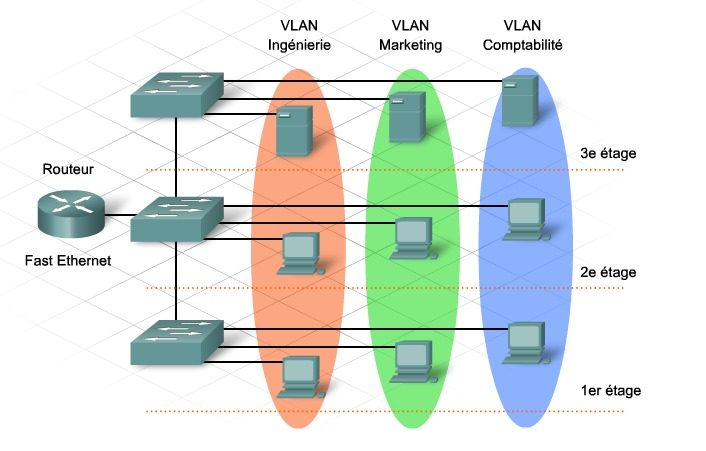 VLAN
Ingénierie
VLAN
Marketing
VLAN
Comptabilité
3e étage
Routeur
Fast Ethernet
2e étage
1er étage